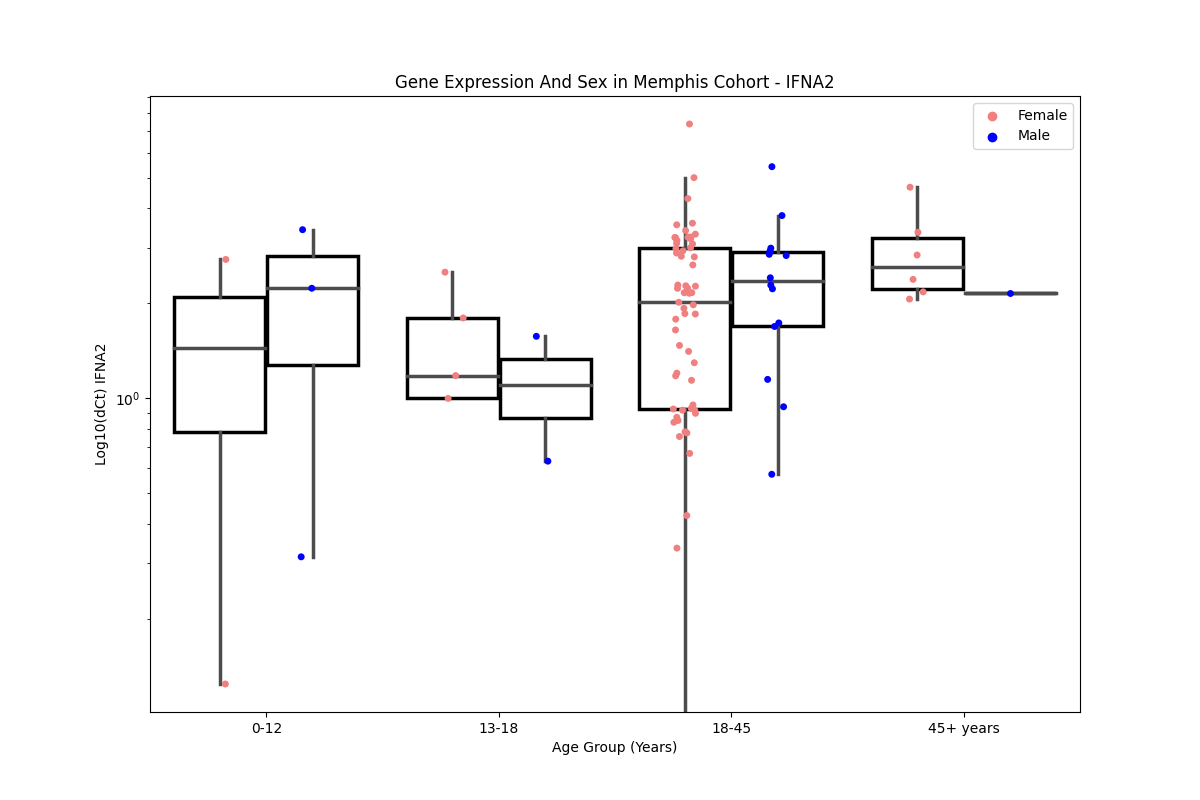 Gene Expression And Sex in Memphis Cohort - IFNA2
Female
Male
Log10(dCt) IFNA2
10⁰
0-12
13-18
18-45
45+ years
Age Group (Years)